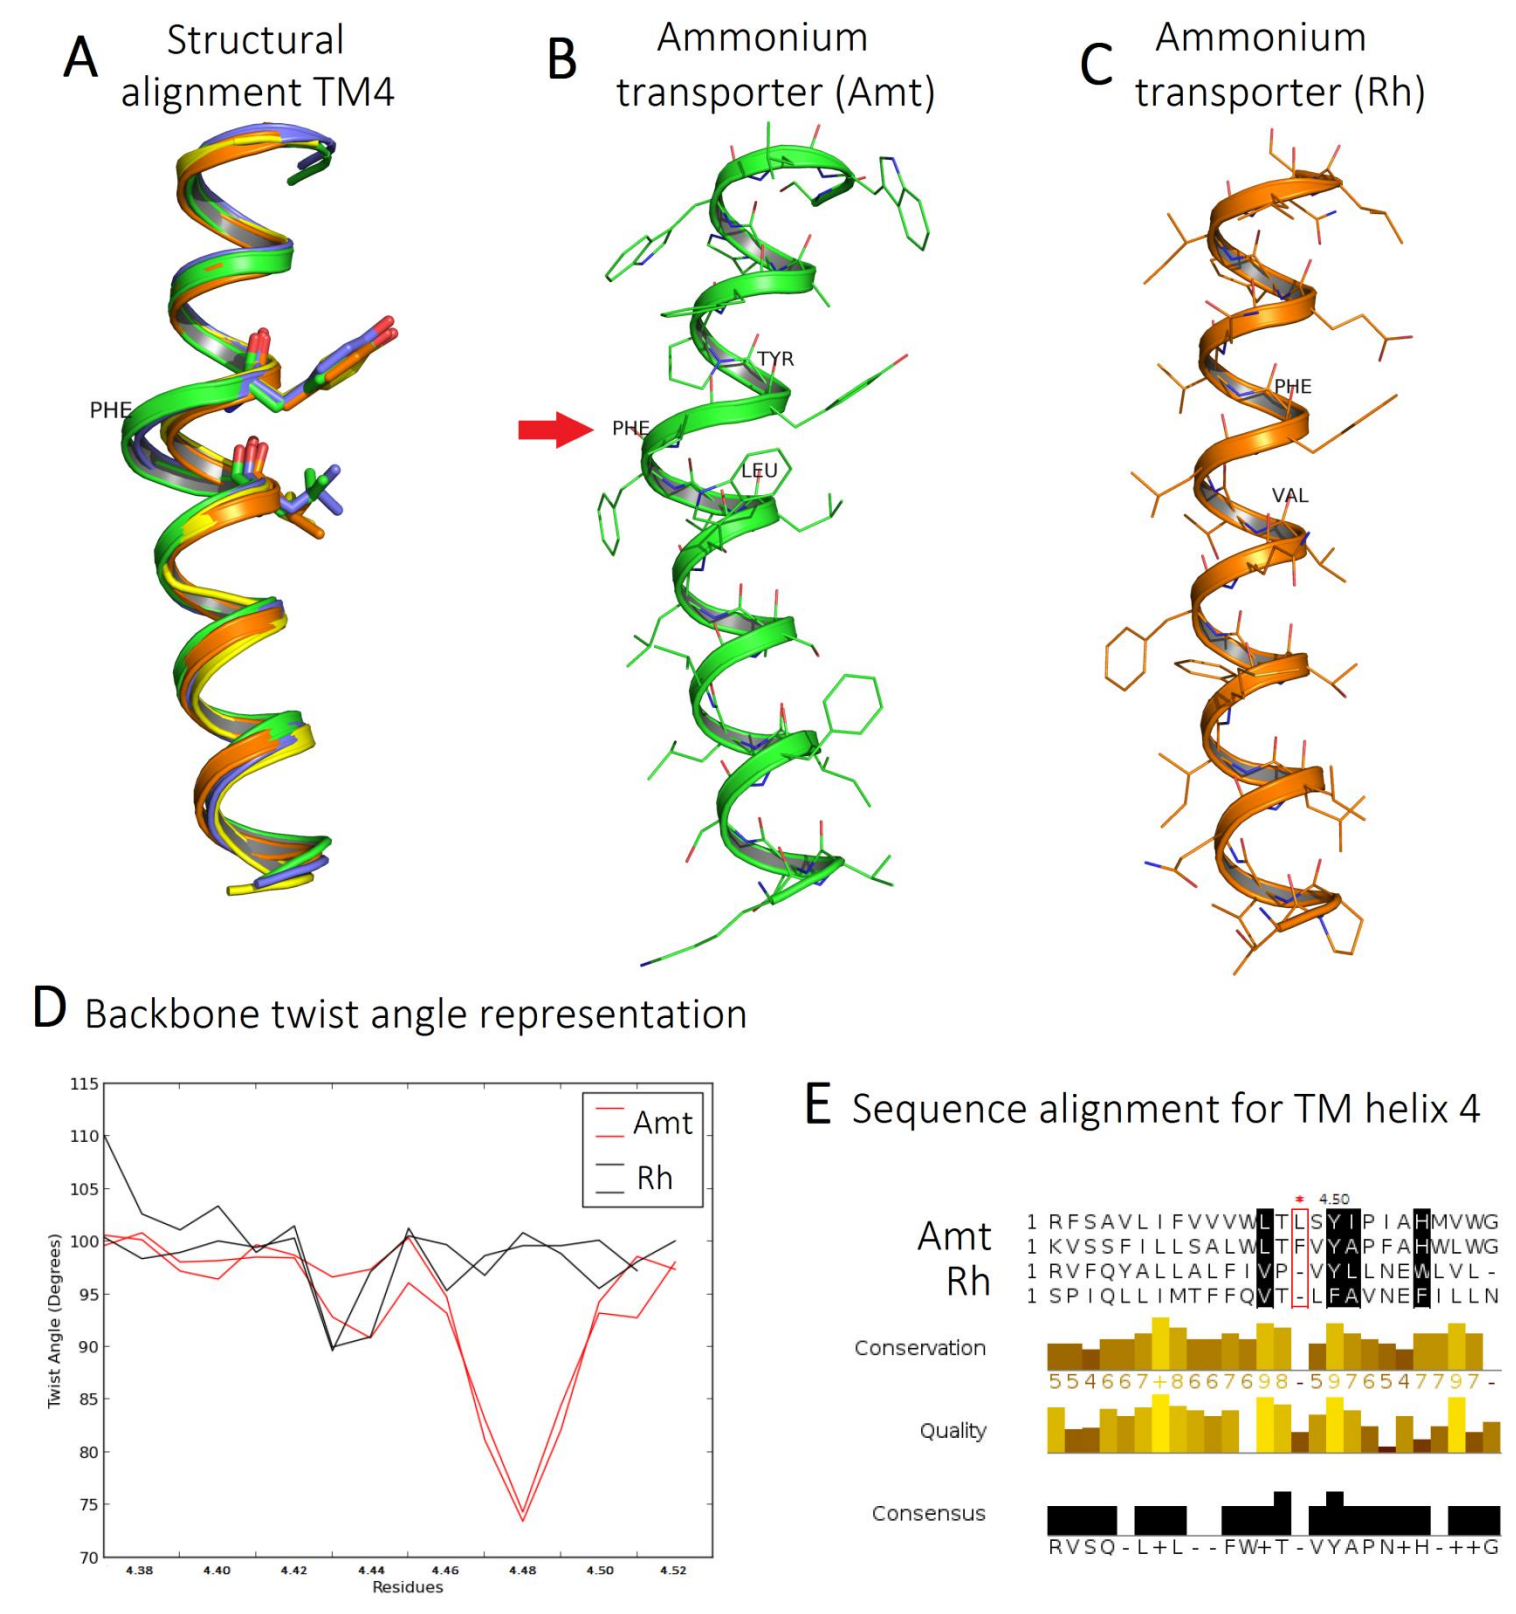 A Structural
alignment TM4
B Ammonium
transporter (Amt)
C Ammonium
transporter (Rh)
PHE
TYR
PHE
LEU
PHE
VAL
D Backbone twist angle representation
115
110
105
100
95
90
85
80
75
70
Twist Angle (Degrees)
4.38 4.40 4.42 4.44 4.46 4.48 4.50 4.52
Residues
Amt
Rh
E Sequence alignment for TM helix 4
* 4.50
Amt
Rh
1 RFSAVLIFVVVWLTLSYIPIAHMVWG
1 KVSSFILLSALWLTFVYAPFAHWLWG
1 RVFQYALLALFIVP-VYLLNEWLVL-
1 SPIQLLIMTFFQVT-LFAVNEFILLN
Conservation
554667+8667698-5976547797-
Quality
Consensus
RVSQ-L+L--FW+T-VYAPN+H-++G